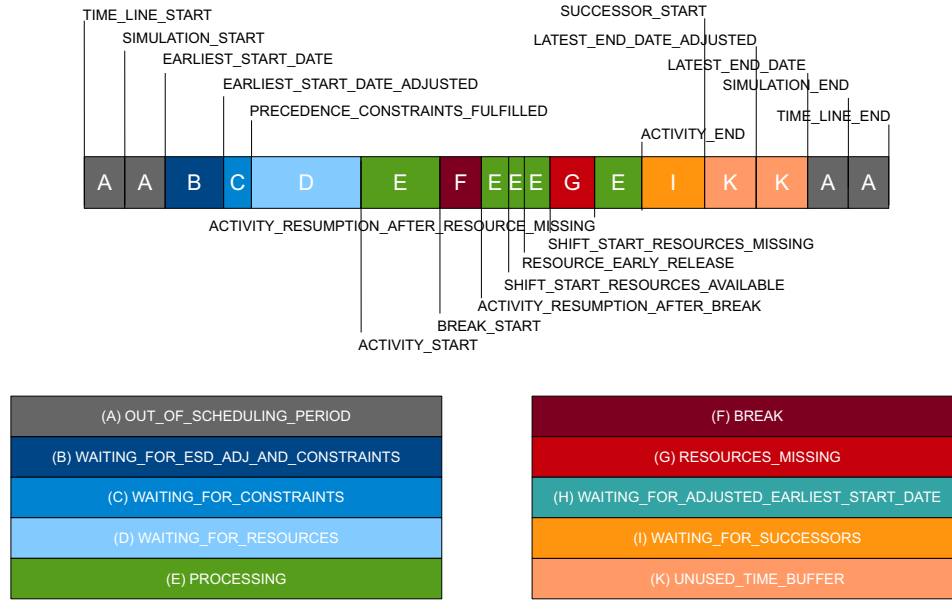 TIME_LINE_START
SUCCESSOR_START
SIMULATION_START
LATEST_END_DATE_ADJUSTED
EARLIEST_START_DATE
LATEST_END_DATE
EARLIEST_START_DATE_ADJUSTED
SIMULATION_END
PRECEDENCE_CONSTRAINTS_FULFILLED
TIME_LINE_END
ACTIVITY_END
A A B C D E F E E E G E I K K A A
ACTIVITY_RESUMPTION_AFTER_RESOURCE_MISSING
SHIFT_START_RESOURCES_MISSING
RESOURCE_EARLY_RELEASE
SHIFT_START_RESOURCES_AVAILABLE
ACTIVITY_RESUMPTION_AFTER_BREAK
BREAK_START
ACTIVITY_START
(A) OUT_OF_SCHEDULING_PERIOD
(B) WAITING_FOR_ESD_ADJ_AND_CONSTRAINTS
(C) WAITING_FOR_CONSTRAINTS
(D) WAITING_FOR_RESOURCES
(E) PROCESSING
(F) BREAK
(G) RESOURCES_MISSING
(H) WAITING_FOR_ADJUSTED_EARLIEST_START_DATE
(I) WAITING_FOR_SUCCESSORS
(K) UNUSED_TIME_BUFFER